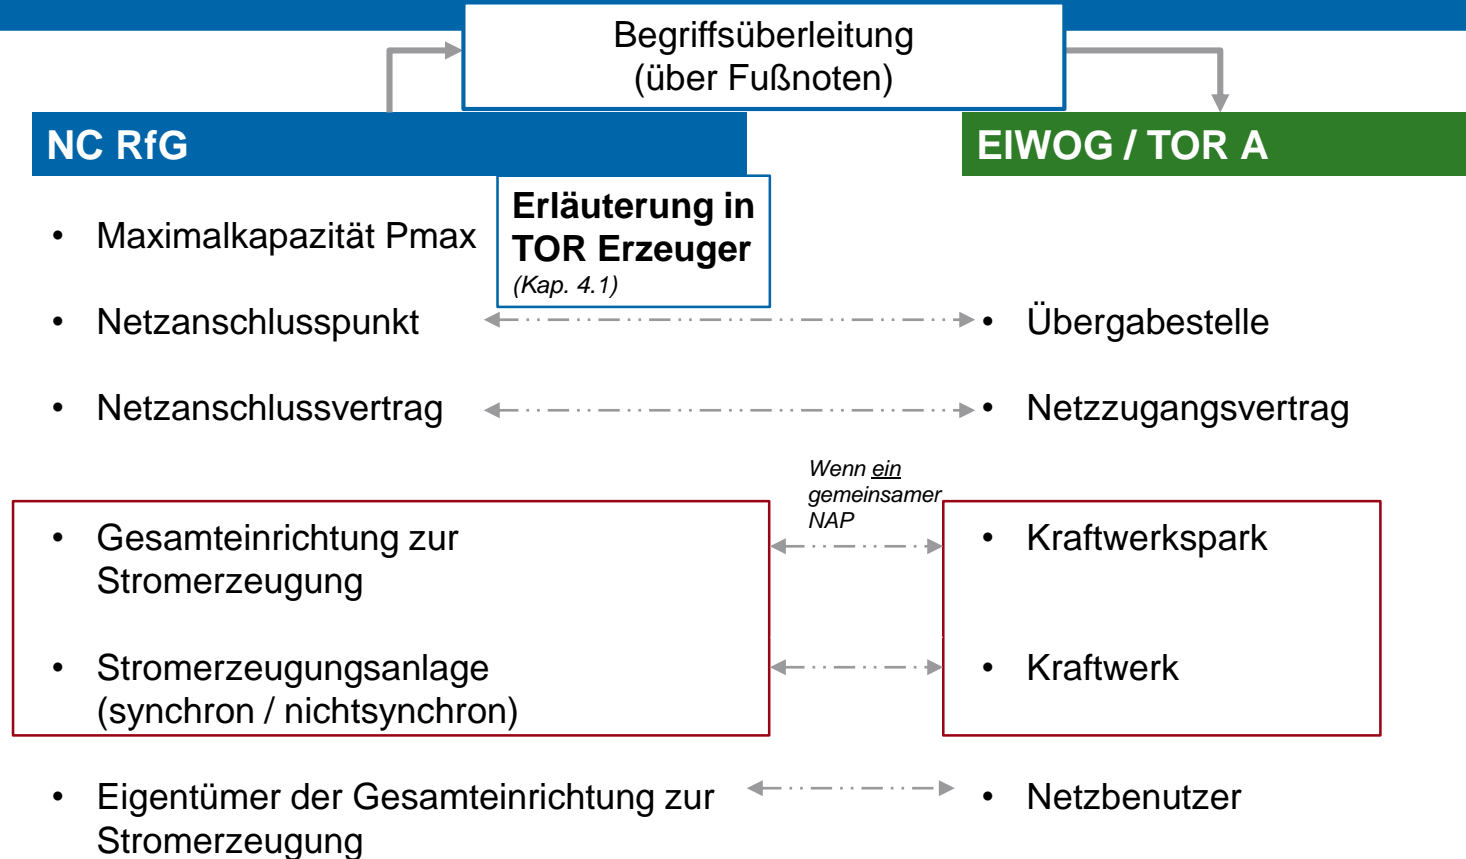 Begriffsüberleitung
(über Fußnoten)
NC RfG
ElWOG / TOR A
• Maximalkapazität Pmax
Erläuterung in
TOR Erzeuger
(Kap. 4.1)
• Netzanschlusspunkt
• Übergabestelle
• Netzanschlussvertrag
• Netzzugangsvertrag
Wenn ein
gemeinsamer
NAP
• Gesamteinrichtung zur
Stromerzeugung
• Kraftwerkspark
• Stromerzeugungsanlage
(synchron / nichtsynchron)
• Kraftwerk
• Eigentümer der Gesamteinrichtung zur
Stromerzeugung
• Netzbenutzer